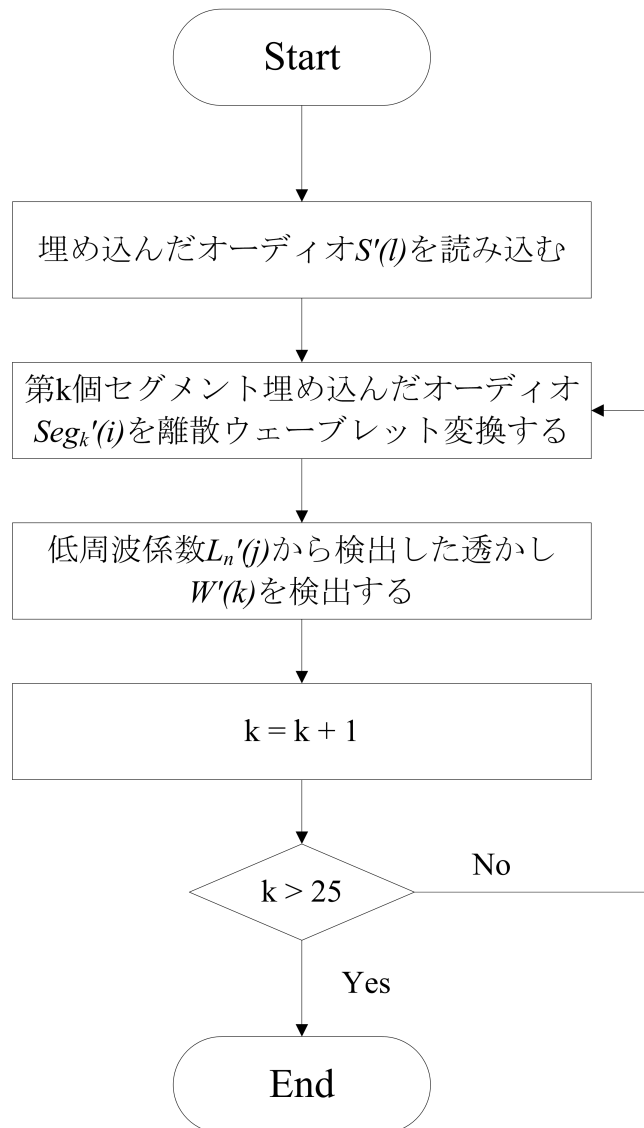 Start
埋め込んだオーディオS'(l)を読み込む
第k個セグメント埋め込んだオーディオ
Segk'(i)を離散ウェーブレット変換する
低周波係数Ln'(j)から検出した透かし
W'(k)を検出する
k = k + 1
k > 25
No
Yes
End